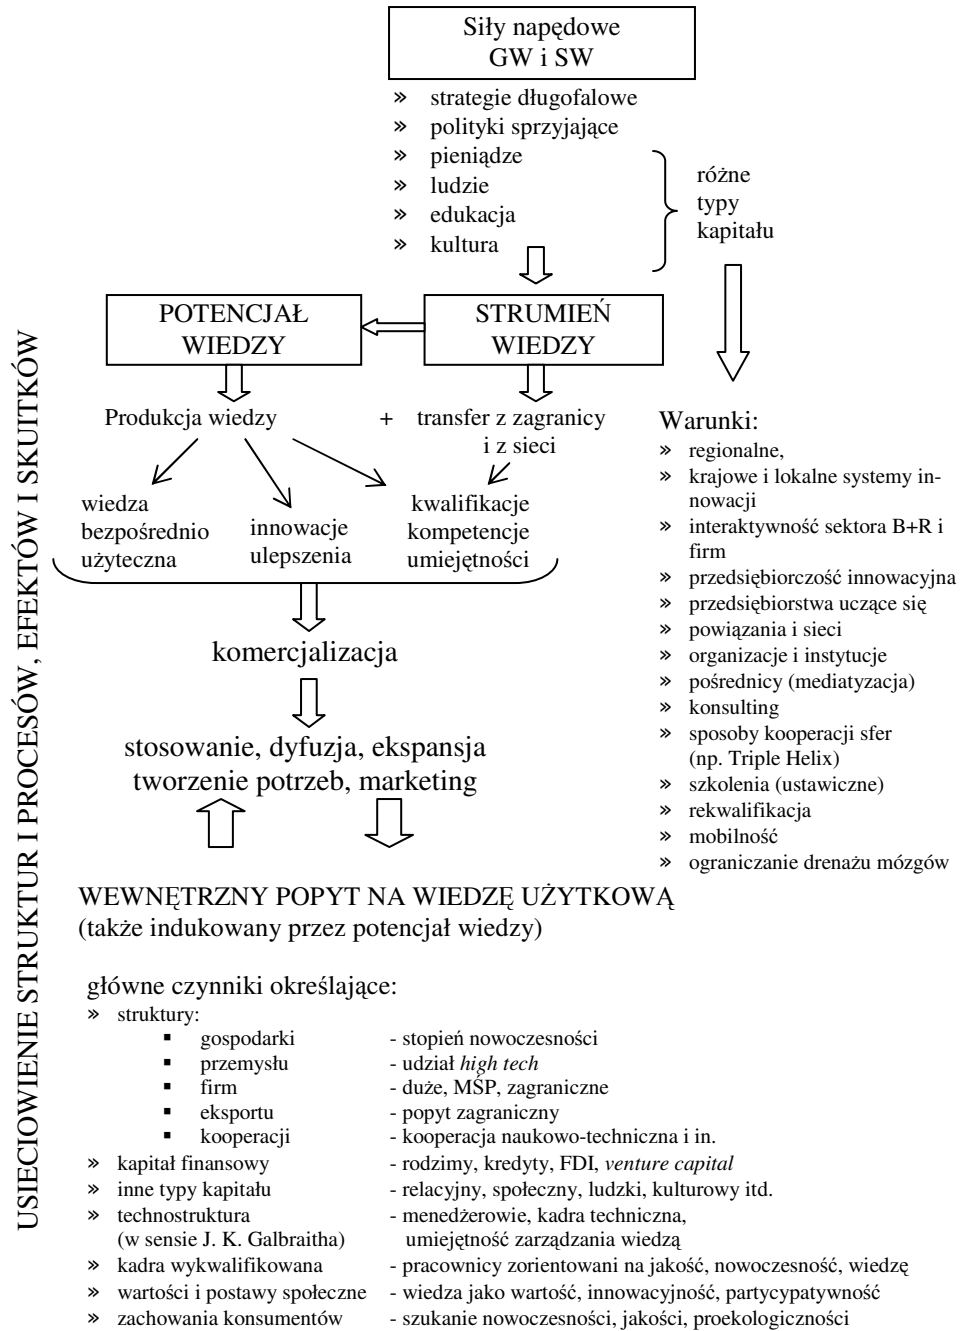 Siły napędowe
GW i SW
» strategie długofalowe
» polityki sprzyjające
» pieniądze
» ludzie
» edukacja
» kultura
różne
typy
kapitału
POTENCJAŁ
WIEDZY
STRUMIEŃ
WIEDZY
Produkcja wiedzy + transfer z zagranicy
i z sieci
wiedza
bezpośrednio
użyteczna
innowacje
ulepszenia
kwalifikacje
kompetencje
umiejętności
komercjalizacja
stosowanie, dyfuzja, ekspansja
tworzenie potrzeb, marketing
Warunki:
» regionalne,
» krajowe i lokalne systemy in-
nowacji
» interaktywność sektora B+R i
firm
» przedsiębiorczość innowacyjna
» przedsiębiorstwa uczące się
» powiązania i sieci
» organizacje i instytucje
» pośrednicy (mediatyzacja)
» konsulting
» sposoby kooperacji sfer
(np. Triple Helix)
» szkolenia (ustawiczne)
» rekwalifikacja
» mobilność
» ograniczanie drenażu mózgów
WEWNĘTRZNY POPYT NA WIEDZĘ UŻYTKOWĄ
(także indukowany przez potencjał wiedzy)
główne czynniki określające:
» struktury:
▪ gospodarki - stopień nowoczesności
▪ przemysłu - udział high tech
▪ firm - duże, MŚP, zagraniczne
▪ eksportu - popyt zagraniczny
▪ kooperacji - kooperacja naukowo-techniczna i in.
» kapitał finansowy - rodzimy, kredyty, FDI, venture capital
» inne typy kapitału - relacyjny, społeczny, ludzki, kulturowy itd.
» technostruktura - menedżerowie, kadra techniczna,
(w sensie J. K. Galbraitha) umiejętność zarządzania wiedzą
» kadra wykwalifikowana - pracownicy zorientowani na jakość, nowoczesność, wiedzę
» wartości i postawy społeczne - wiedza jako wartość, innowacyjność, partycypatywność
» zachowania konsumentów - szukanie nowoczesności, jakości, proekologiczności
USIECIOWIENIE STRUKTUR I PROCESÓW, EFEKTÓW I SKUITKÓW